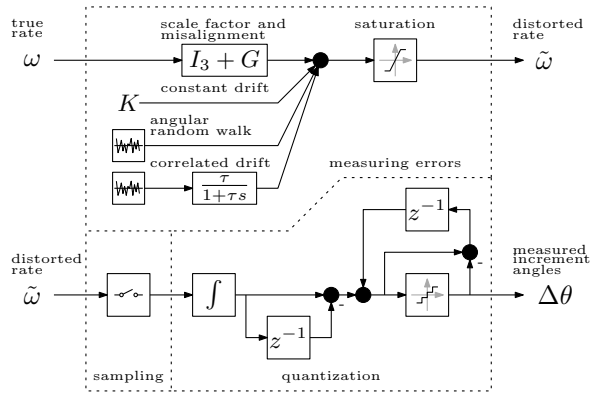 true
rate
ω
scale factor and
misalignment
I₃ + G
saturation
distorted
rate
ω̃
constant drift
K
angular
random walk
correlated drift
τ
1+τs
measuring errors
z⁻¹
distorted
rate
ω̃
∫
-
-
measured
increment
angles
Δθ
z⁻¹
sampling
quantization